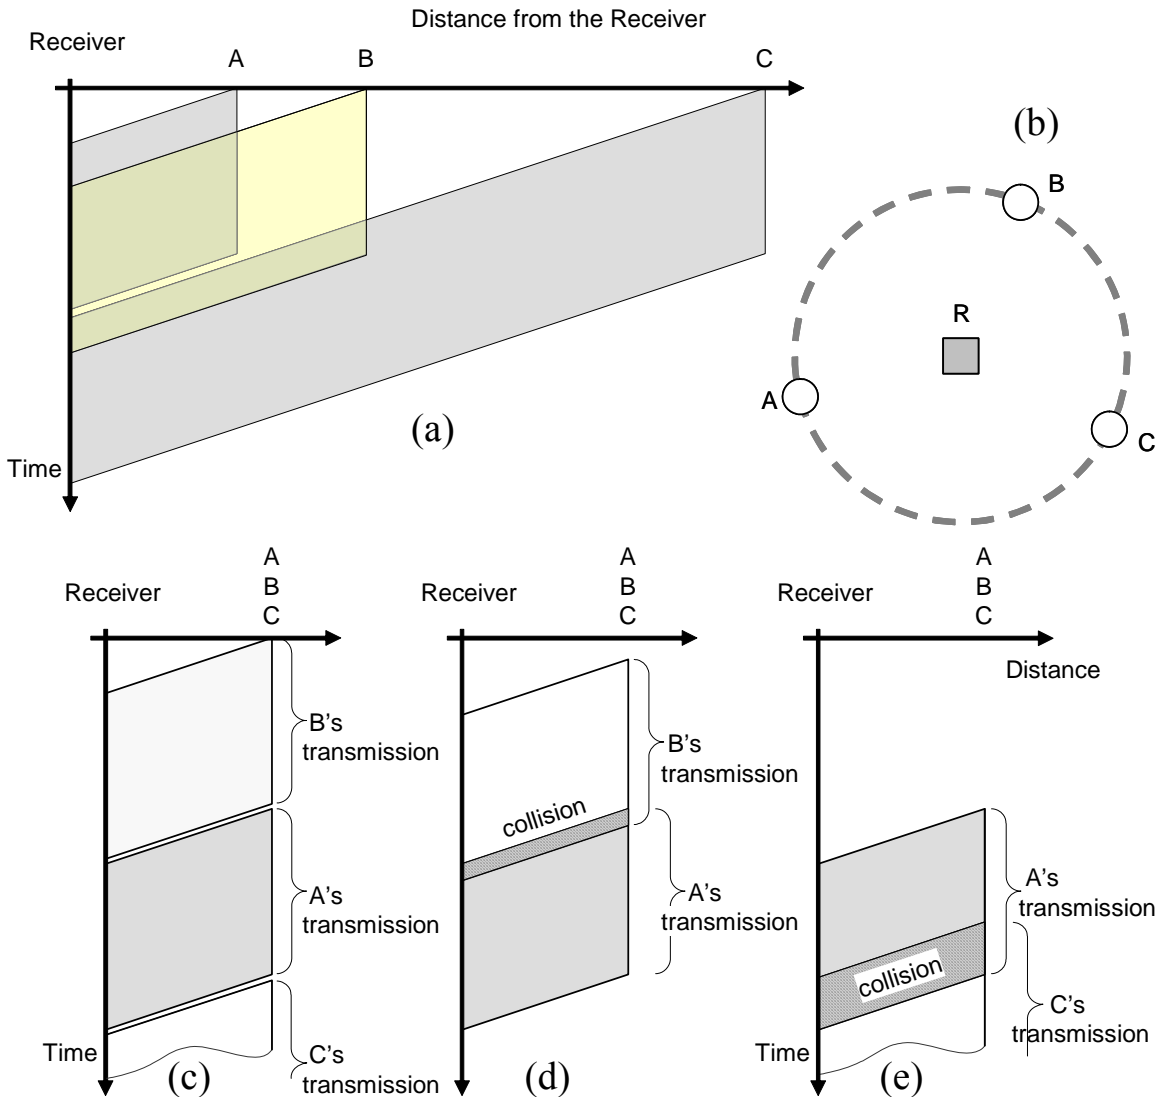 Distance from the Receiver
Receiver
A
B
C
Time
(a)
(b)
B
R
A
C
Receiver
A
B
C
B's
transmission
A's
transmission
C's
transmission
Time
(c)
Receiver
A
B
C
collision
B's
transmission
A's
transmission
(d)
Receiver
A
B
C
Distance
A's
transmission
collision
C's
transmission
Time
(e)